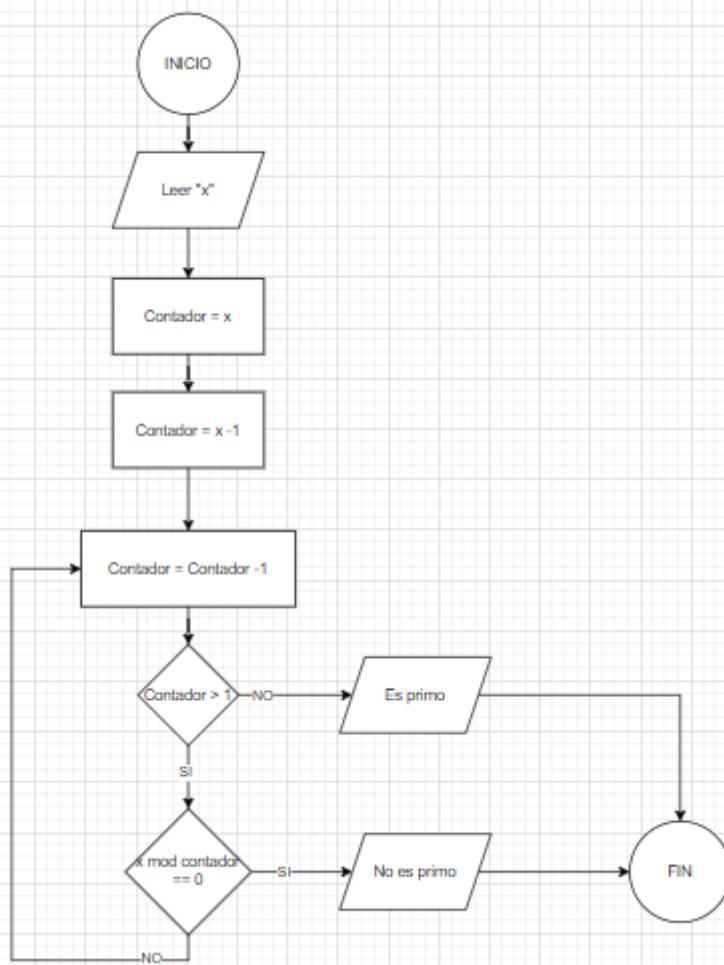 INICIO
Leer "x"
Contador = x
Contador = x -1
Contador = Contador -1
Contador > 1
NO
Es primo
SI
x mod contador
== 0
SI
No es primo
FIN
NO